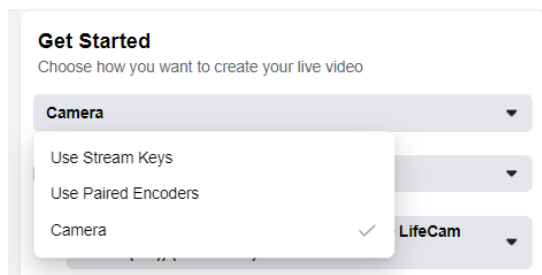 Get Started
Choose how you want to create your live video
Camera
Use Stream Keys
Use Paired Encoders
Camera
LifeCam